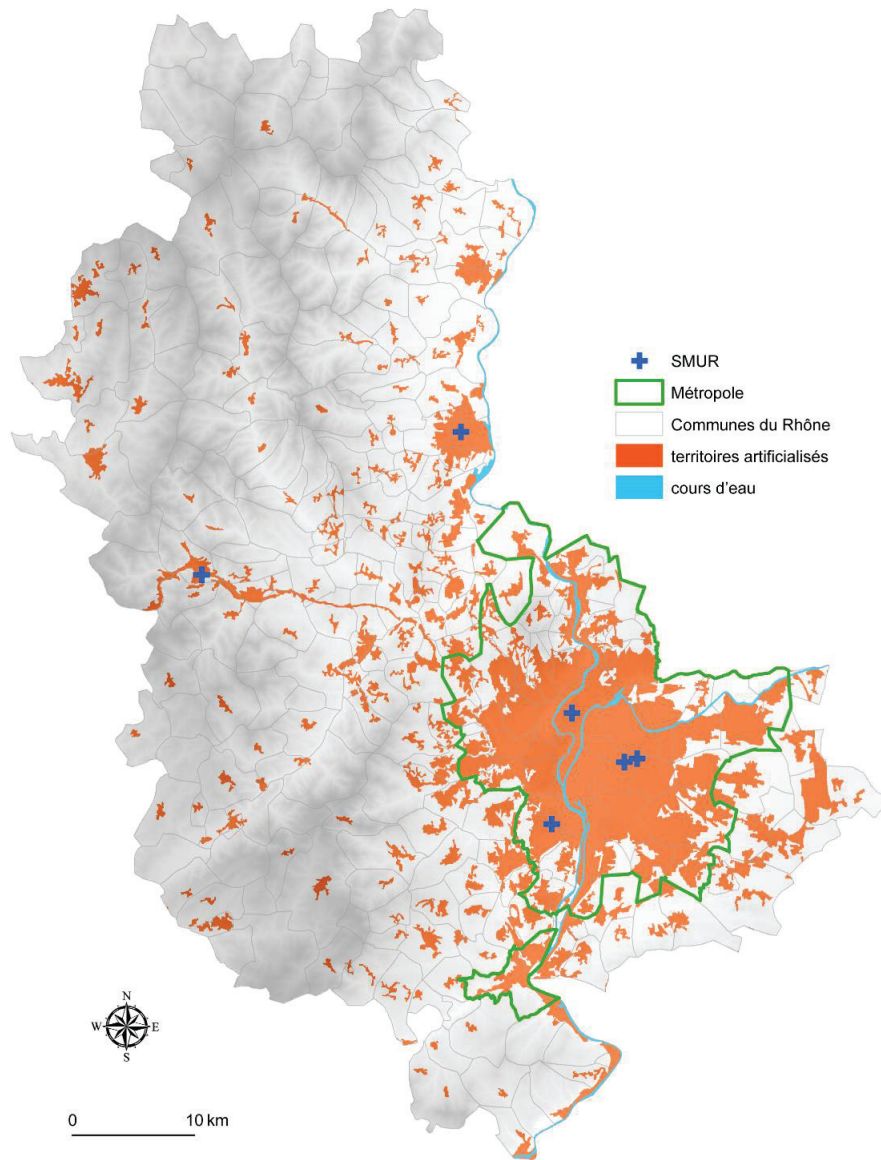 SMUR
Métropole
Communes du Rhône
territoires artificialisés
cours d'eau
N
W E
S
0 10 km